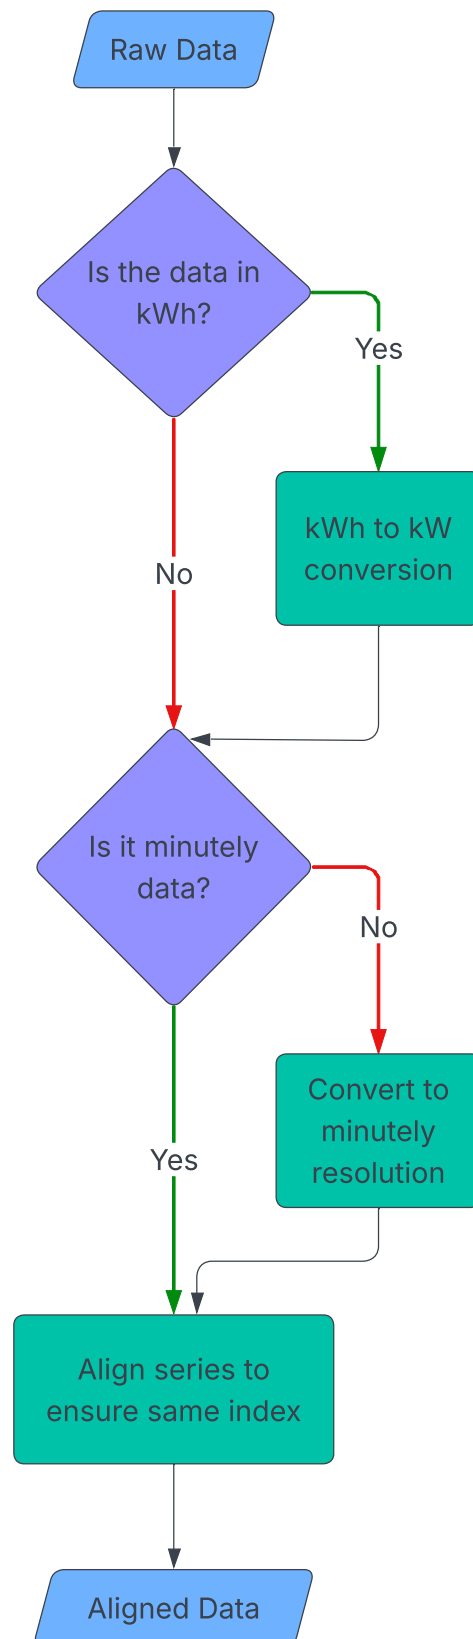 Raw Data
Is the data in
kWh?
Yes
kWh to kW
conversion
No
Is it minutely
data?
No
Convert to
minutely
resolution
Yes
Align series to
ensure same index
Aligned Data